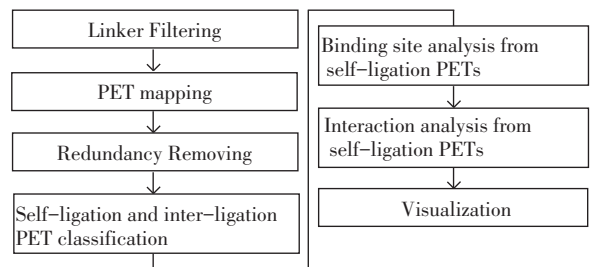 Linker Filtering
PET mapping
Redundancy Removing
Self-ligation and inter-ligation
PET classification
Binding site analysis from
self-ligation PETs
Interaction analysis from
self-ligation PETs
Visualization